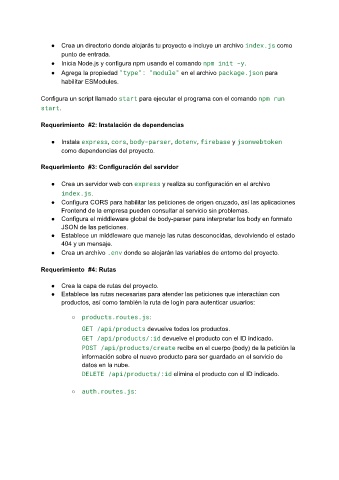 ● Crea un directorio donde alojarás tu proyecto e incluye un archivo index.js como
punto de entrada.
● Inicia Node.js y configura npm usando el comando npm init -y.
● Agrega la propiedad "type": "module" en el archivo package.json para
habilitar ESModules.
Configura un script llamado start para ejecutar el programa con el comando npm run
start.
Requerimiento #2: Instalación de dependencias
● Instala express, cors, body-parser, dotenv, firebase y jsonwebtoken
como dependencias del proyecto.
Requerimiento #3: Configuración del servidor
● Crea un servidor web con express y realiza su configuración en el archivo
index.js.
● Configura CORS para habilitar las peticiones de origen cruzado, así las aplicaciones
Frontend de la empresa pueden consultar al servicio sin problemas.
● Configura el middleware global de body-parser para interpretar los body en formato
JSON de las peticiones.
● Establece un middleware que maneje las rutas desconocidas, devolviendo el estado
404 y un mensaje.
● Crea un archivo .env donde se alojarán las variables de entorno del proyecto.
Requerimiento #4: Rutas
● Crea la capa de rutas del proyecto.
● Establece las rutas necesarias para atender las peticiones que interactúan con
productos, así como también la ruta de login para autenticar usuarios:
○ products.routes.js:
GET /api/products devuelve todos los productos.
GET /api/products/:id devuelve el producto con el ID indicado.
POST /api/products/create recibe en el cuerpo (body) de la petición la
información sobre el nuevo producto para ser guardado en el servicio de
datos en la nube.
DELETE /api/products/:id elimina el producto con el ID indicado.
○ auth.routes.js: